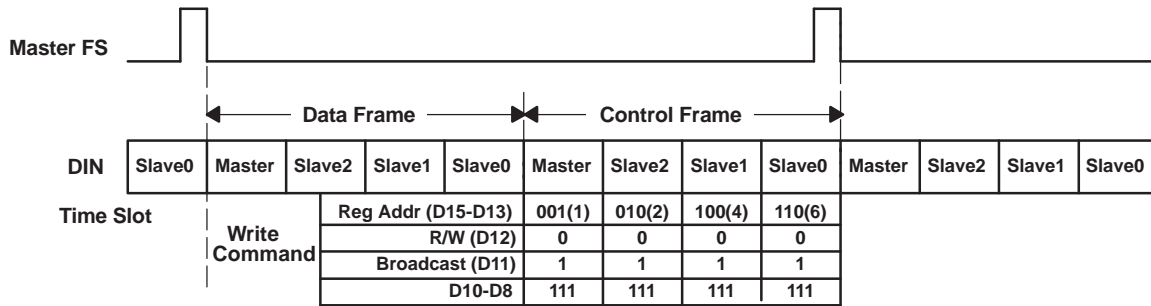 Master FS
Data Frame
Control Frame
DIN Slave0 Master Slave2 Slave1 Slave0 Master Slave2 Slave1 Slave0 Master Slave2 Slave1 Slave0
Time Slot
Write
Command
Reg Addr (D15-D13) 001(1) 010(2) 100(4) 110(6)
R/W (D12) 0 0 0 0
Broadcast (D11) 1 1 1 1
D10-D8 111 111 111 111